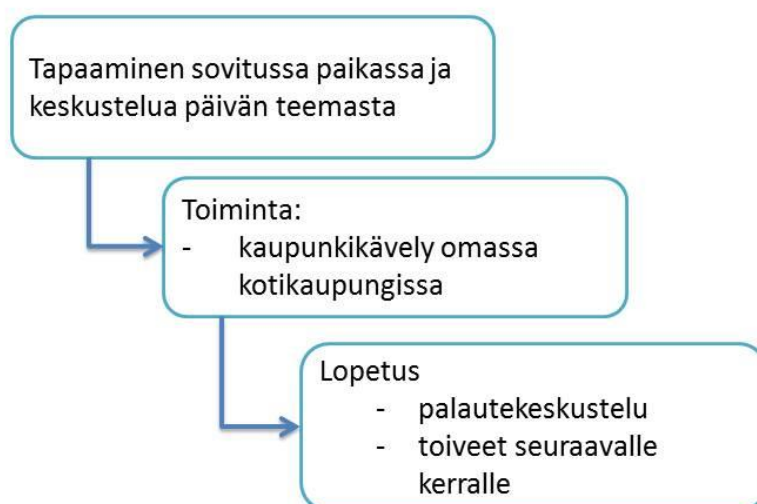 Tapaaminen sovitussa paikassa ja
keskustelua päivän teemasta
Toiminta:
- kaupunkikävely omassa
kotikaupungissa
Lopetus
- palautekeskustelu
- toiveet seuraavalle
kerralle